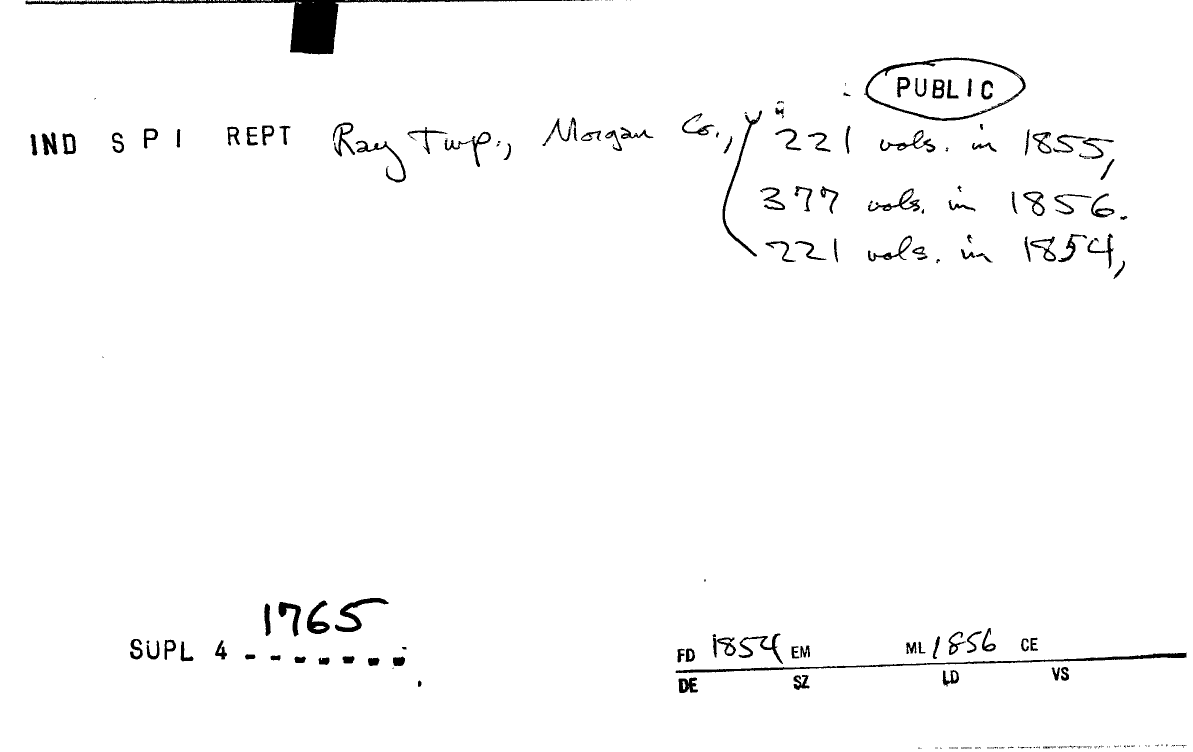 PUBLIC
IND S P I REPT Ray Twp., Morgan Co., 221 vols. in 1855,
377 vols. in 1856.
221 vols. in 1854,
1765
SUPL 4 - - - - - - -
FD 1854 EM ML 1856 CE
DE SZ LD VS